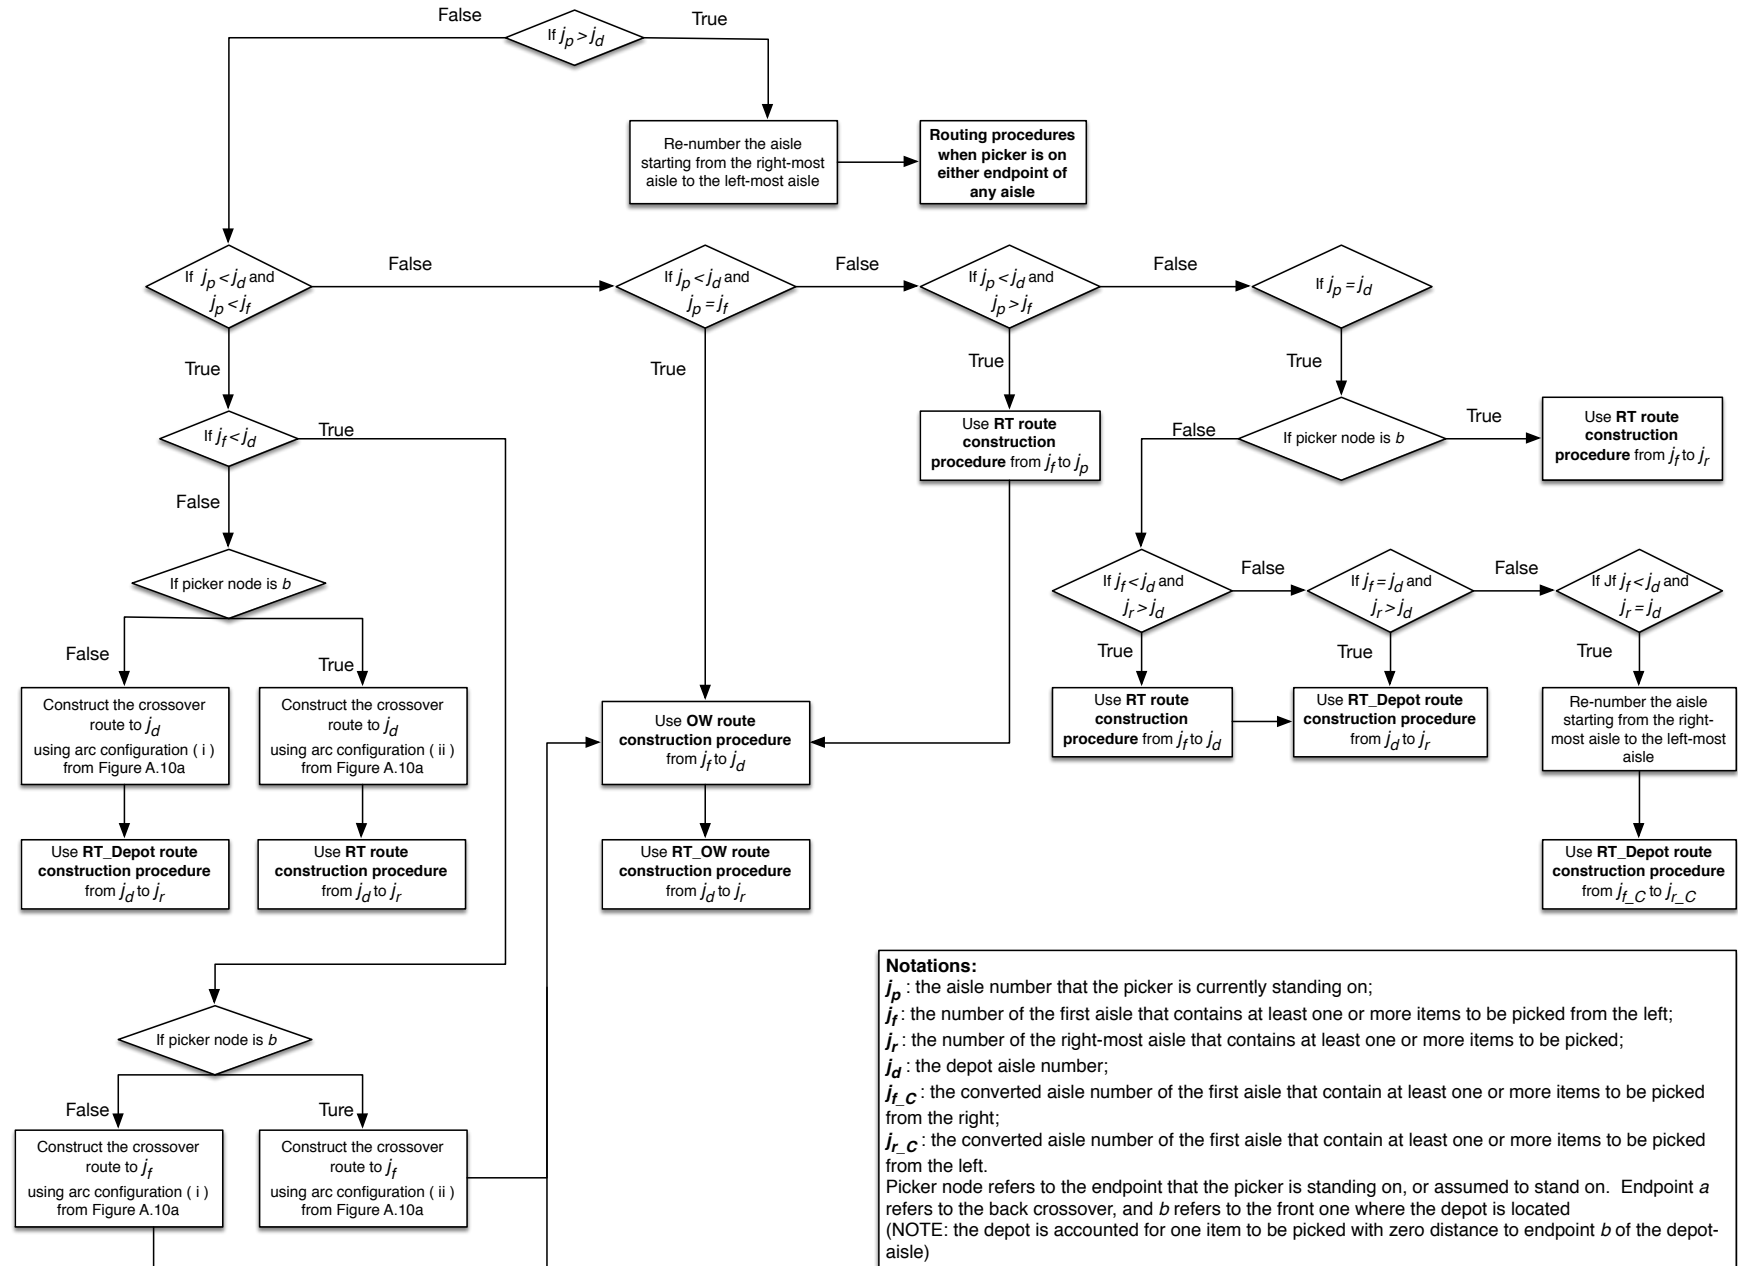 False
True
If j_p > j_d
Re-number the aisle
starting from the right-most
aisle to the left-most aisle
Routing procedures
when picker is on
either endpoint of
any aisle
If j_p < j_d and
j_p < j_f
False
If j_p < j_d and
j_p = j_f
False
If j_p < j_d and
j_p > j_f
False
If j_p = j_d
True
True
True
True
If j_f < j_d
True
Use RT route
construction
procedure from j_f to j_p
False
If picker node is b
True
Use RT route
construction
procedure from j_f to j_r
False
If picker node is b
If j_f < j_d and
j_r > j_d
False
If j_f = j_d and
j_r > j_d
False
If Jf j_f < j_d and
j_r = j_d
False
True
True
True
True
Construct the crossover
route to j_d
using arc configuration ( i )
from Figure A.10a
Construct the crossover
route to j_d
using arc configuration ( ii )
from Figure A.10a
Use OW route
construction procedure
from j_f to j_d
Use RT route
construction
procedure from j_f to j_d
Use RT_Depot route
construction procedure
from j_d to j_r
Re-number the aisle
starting from the right-
most aisle to the left-most
aisle
Use RT_Depot route
construction procedure
from j_d to j_r
Use RT route
construction procedure
from j_d to j_r
Use RT_OW route
construction procedure
from j_d to j_r
Use RT_Depot route
construction procedure
from j_f_C to j_r_C
If picker node is b
False
Ture
Construct the crossover
route to j_f
using arc configuration ( i )
from Figure A.10a
Construct the crossover
route to j_f
using arc configuration ( ii )
from Figure A.10a
Notations:
j_p : the aisle number that the picker is currently standing on;
j_f : the number of the first aisle that contains at least one or more items to be picked from the left;
j_r : the number of the right-most aisle that contains at least one or more items to be picked;
j_d : the depot aisle number;
j_f_C : the converted aisle number of the first aisle that contain at least one or more items to be picked
from the right;
j_r_C : the converted aisle number of the first aisle that contain at least one or more items to be picked
from the left.
Picker node refers to the endpoint that the picker is standing on, or assumed to stand on. Endpoint a
refers to the back crossover, and b refers to the front one where the depot is located
(NOTE: the depot is accounted for one item to be picked with zero distance to endpoint b of the depot-
aisle)